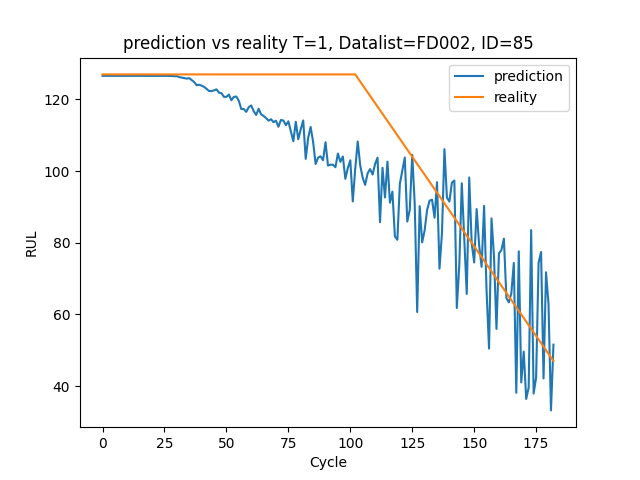 prediction vs reality T=1, Datalist=FD002, ID=85
prediction
reality
RUL
120
100
80
60
40
0
25
50
75
100
125
150
175
Cycle